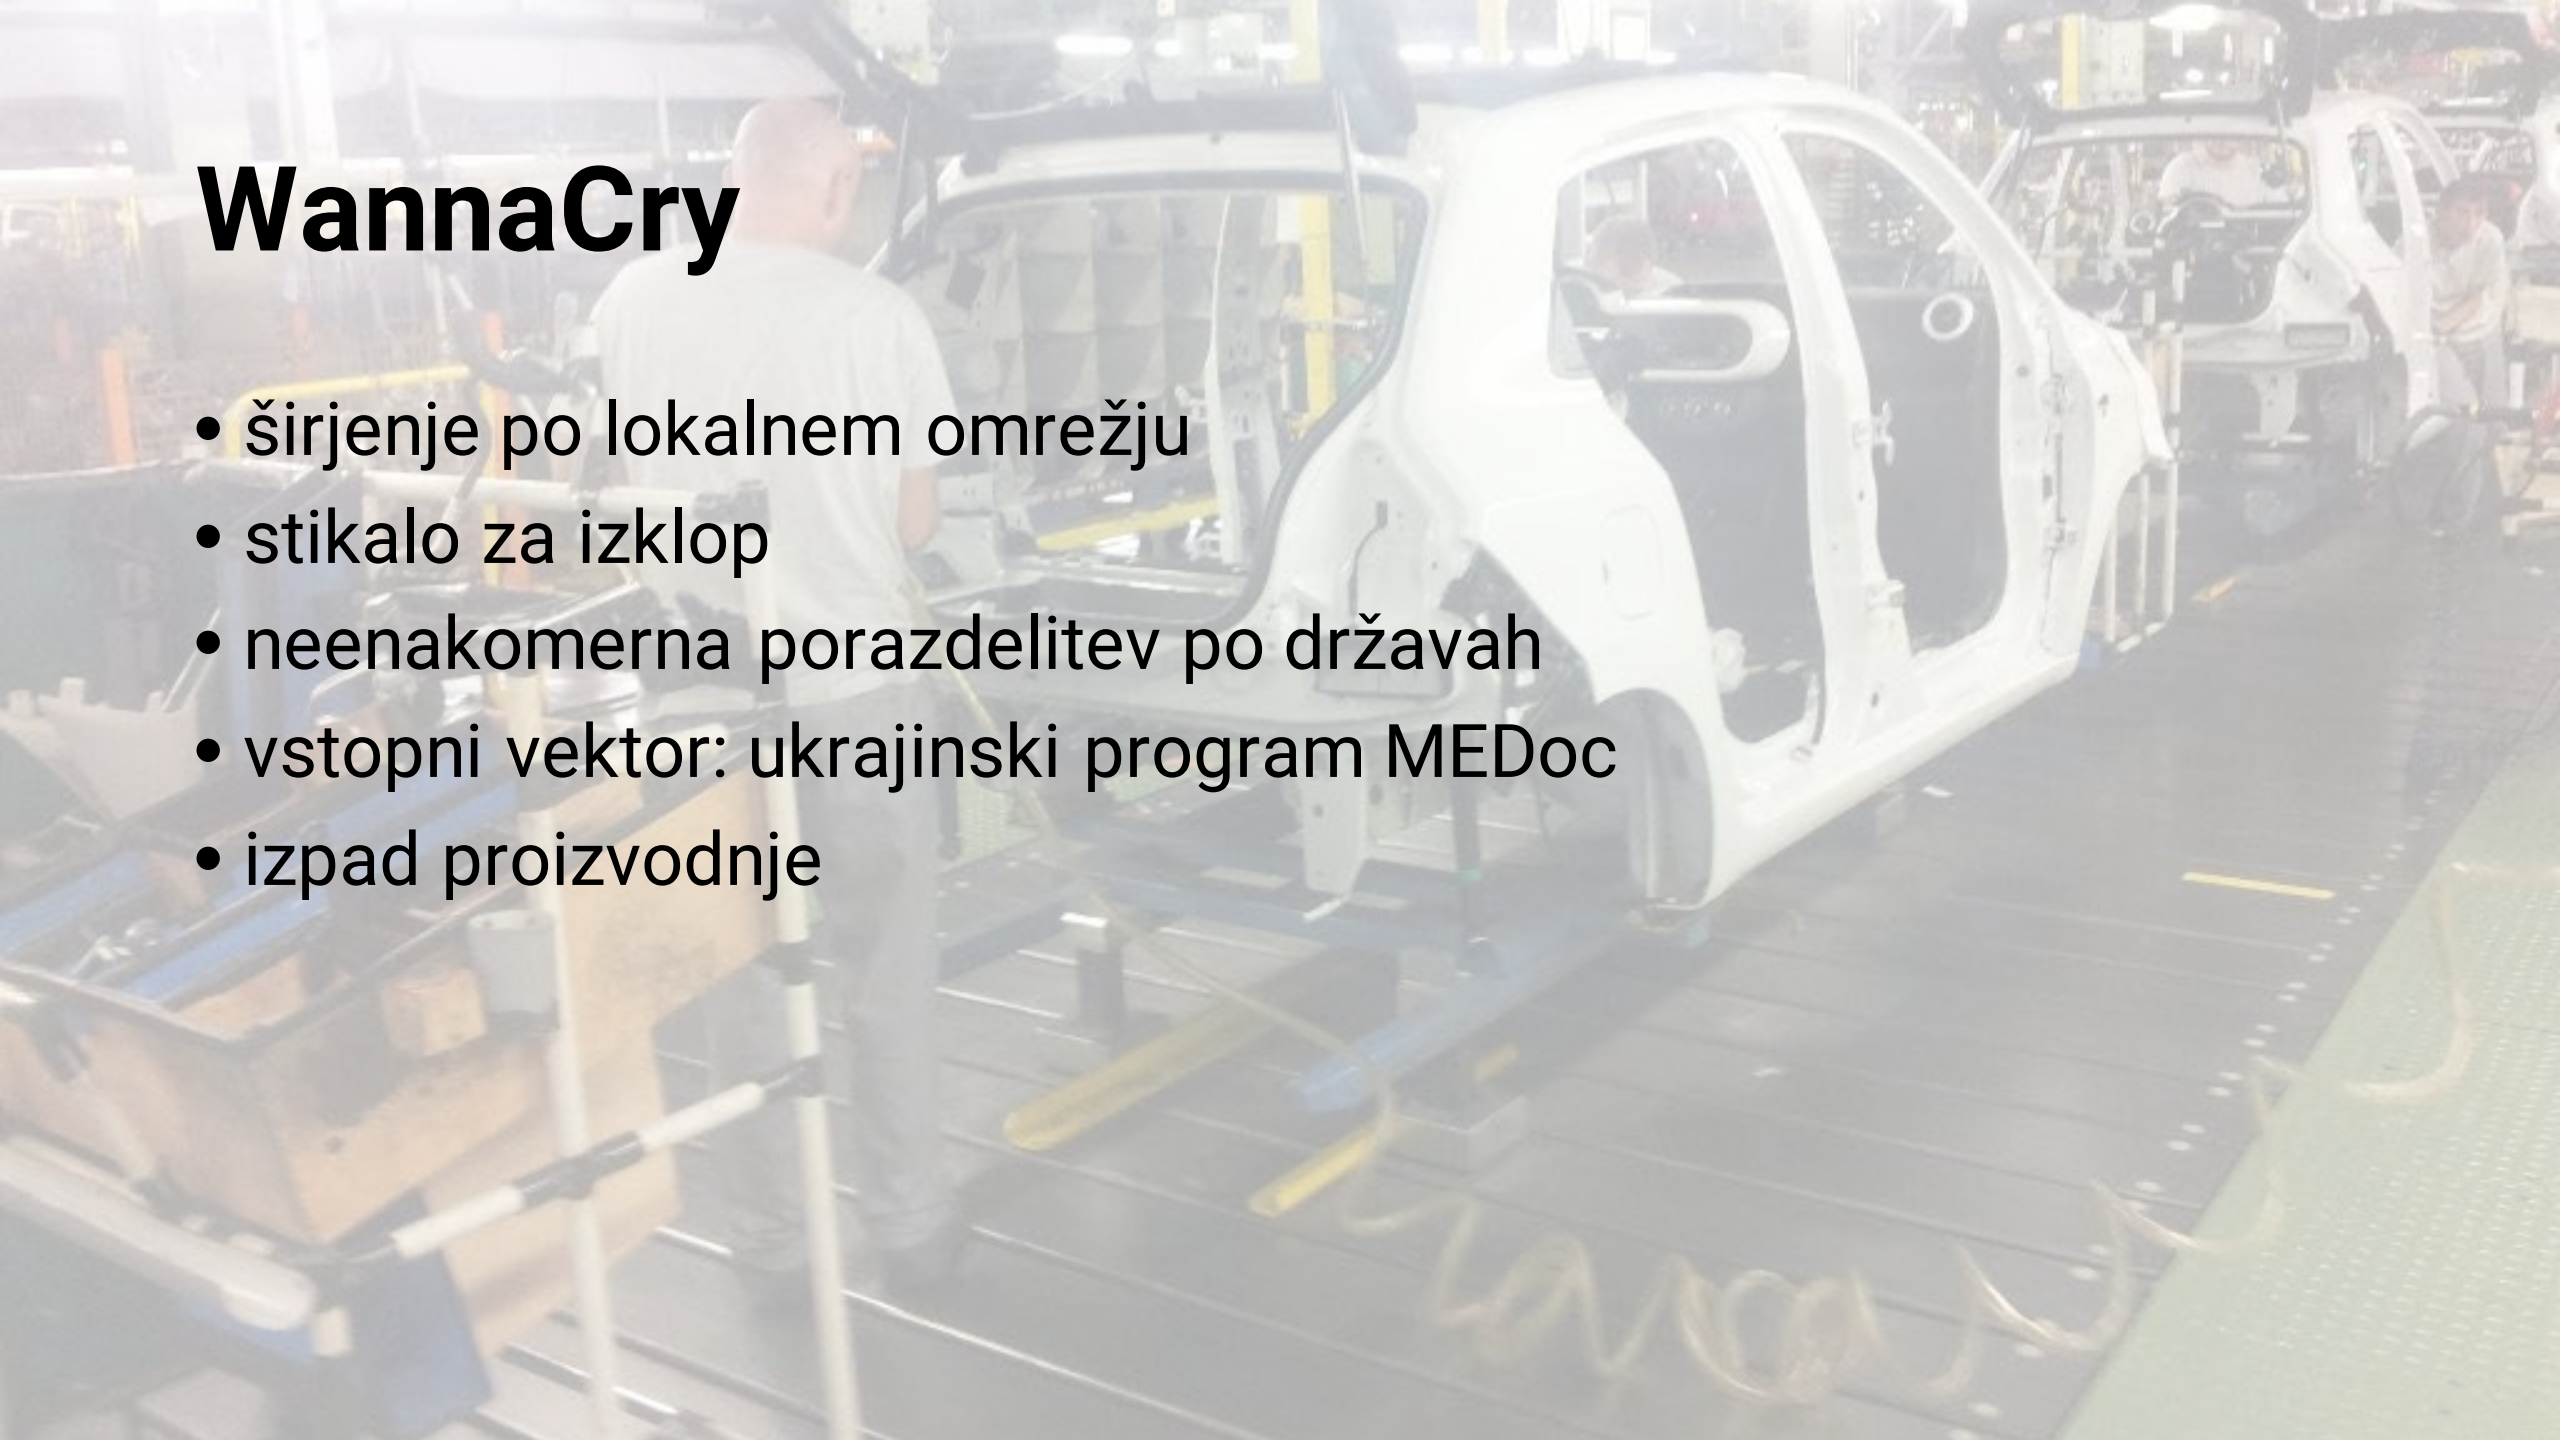 WannaCry
• širjenje po lokalnem omrežju
• stikalo za izklop
• neenakomerna porazdelitev po državah
• vstopni vektor: ukrajinski program MEDoc
• izpad proizvodnje